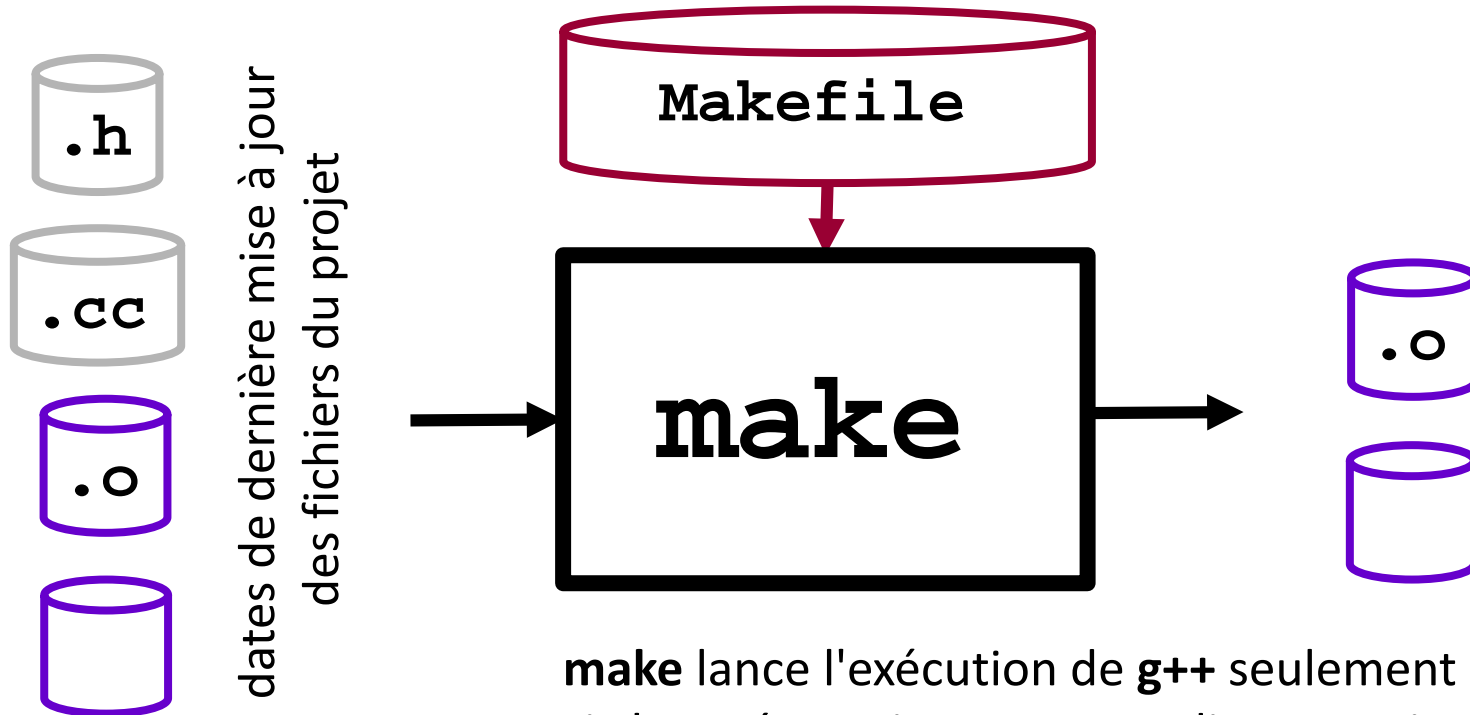 Makefile
.h
.cc
.o
dates de dernière mise à jour
des fichiers du projet
make
.o
make lance l'exécution de g++ seulement